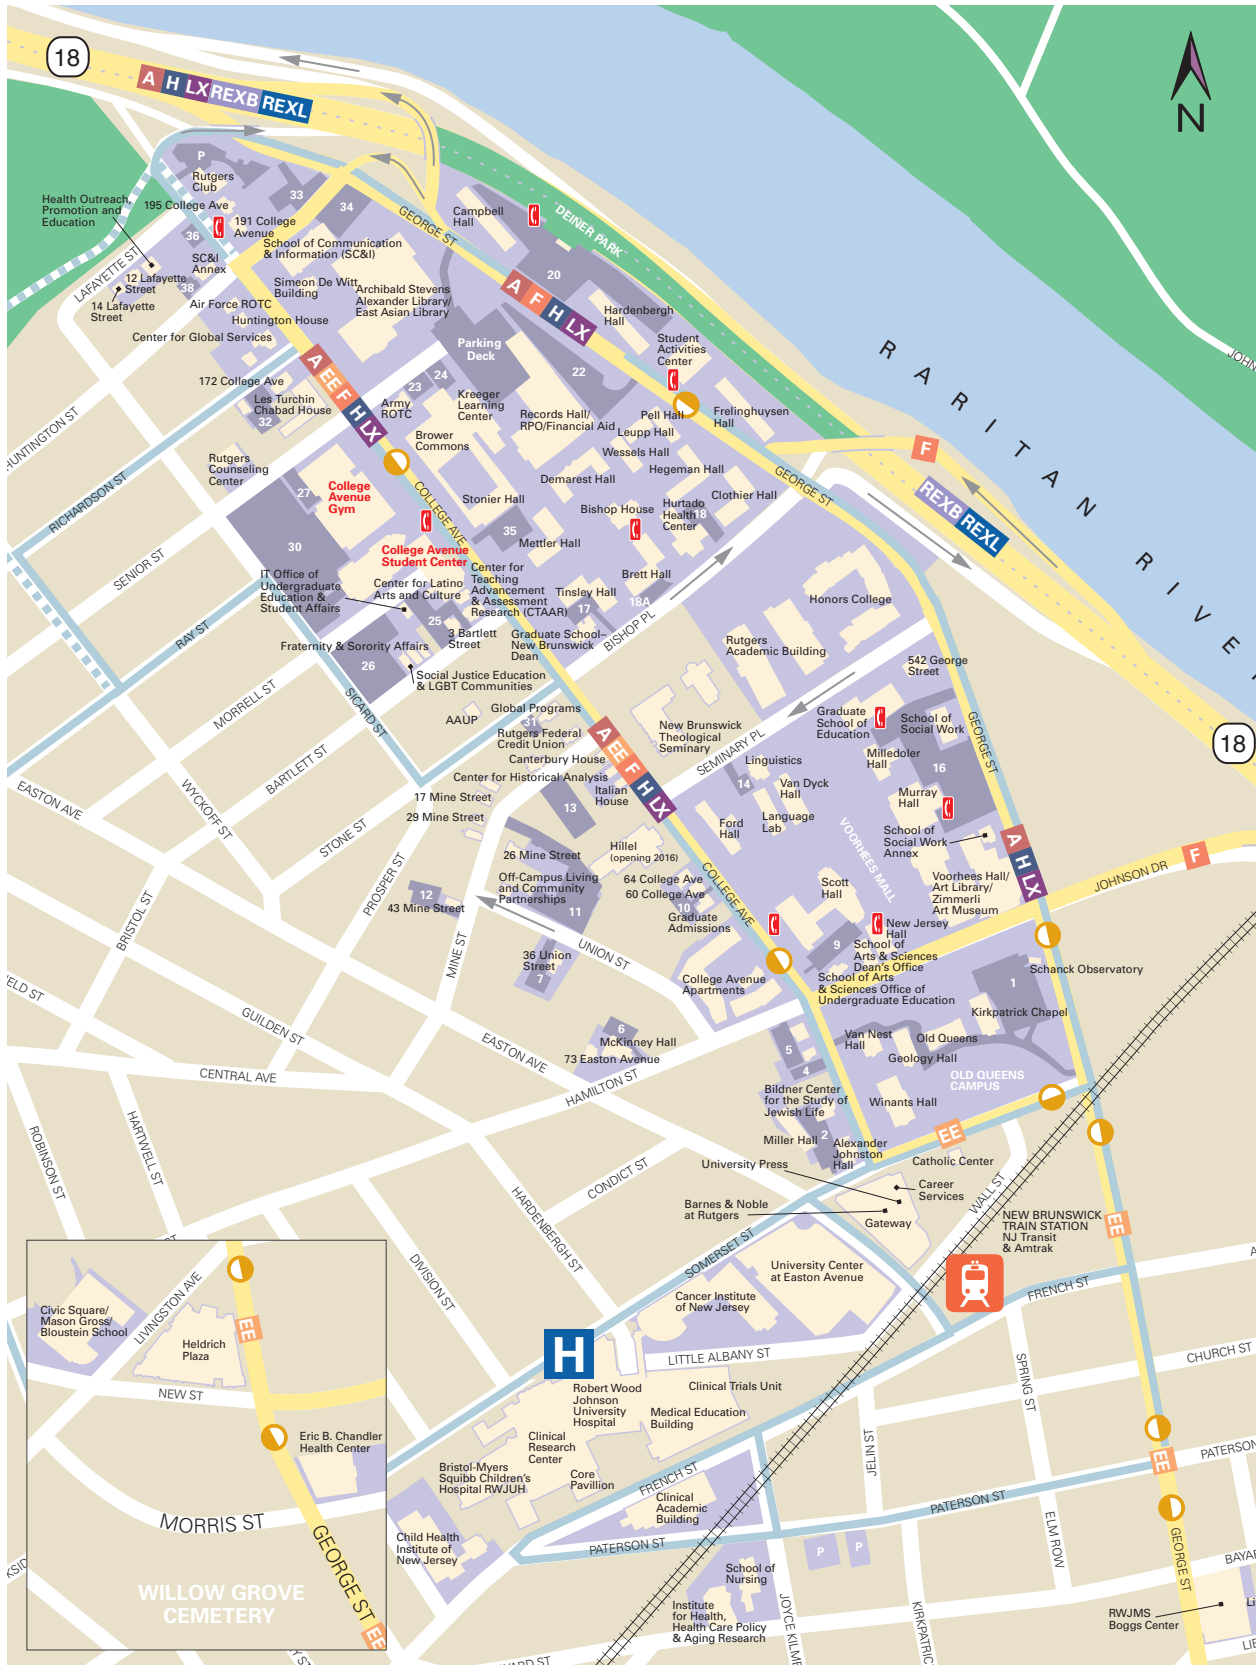 18
A H LX REXB REXL
P
Rutgers
Club
Health Outreach,
Promotion and
Education
195 College Ave
33
34
191 College
Avenue
36
School of Communication
& Information (SC&I)
GEORGE ST
Campbell
Hall
DEINER PARK
N
LAFAYETTE ST
SC&I
Annex
12 Lafayette
Street
38
14 Lafayette
Street
Air Force ROTC
Simeon De Witt
Building
Archibald Stevens
Alexander Library/
East Asian Library
Huntington House
Center for Global Services
20
A F H LX
Hardenbergh
Hall
Student
Activities
Center
Parking
Deck
22
24
23
A EE F H LX
172 College Ave
Les Turchin
Chabad House
32
Army
ROTC
Kreeger
Learning
Center
Records Hall/
RPO/Financial Aid
Pell Hall
Frelinghuysen
Hall
Leupp Hall
Brower
Commons
Wessels Hall
Hegeman Hall
Demarest Hall
Clothier Hall
GEORGE ST
F
REXB REXL
RARITAN RIVE
JOHN
HUNTINGTON ST
RICHARDSON ST
SENIOR ST
RAY ST
Rutgers
Counseling
Center
27
College
Avenue
Gym
30
COLLEGE AVE
Stonier Hall
35
Mettler Hall
Bishop House
Hurtado
Health
Center
18
College Avenue
Student Center
Brett Hall
18A
Tinsley Hall
17
BISHOP PL
IT Office of
Undergraduate
Education &
Student Affairs
Center for Latino
Arts and Culture
Center for
Teaching
Advancement
& Assessment
Research (CTAAR)
25
3 Bartlett
Street
Graduate School–
New Brunswick
Dean
Fraternity & Sorority Affairs
26
Social Justice Education
& LGBT Communities
Honors College
Rutgers
Academic Building
542 George
Street
MORRELL ST
SICARD ST
BARTLETT ST
STONE ST
WYCKOFF ST
EASTON AVE
AAUP
Global Programs
31
Rutgers Federal
Credit Union
Canterbury House
Center for Historical Analysis
17 Mine Street
29 Mine Street
Italian
House
13
A EE F H LX
New Brunswick
Theological
Seminary
SEMINARY PL
Graduate
School of
Education
School of
Social Work
GEORGE ST
18
Milledoler
Hall
16
Linguistics
14
Van Dyck
Hall
Murray
Hall
Language
Lab
Ford
Hall
VOORHEES MALL
School of
Social Work
Annex
A H LX
JOHNSON DR
F
Hillel
(opening 2016)
26 Mine Street
Off-Campus Living
and Community
Partnerships
11
64 College Ave
60 College Ave
10
Graduate
Admissions
COLLEGE AVE
Scott
Hall
Voorhees Hall/
Art Library/
Zimmerli
Art Museum
New Jersey
Hall
9
School of
Arts & Sciences
Dean's Office
School of Arts
& Sciences Office of
Undergraduate Education
PROSPER ST
12
43 Mine Street
MINE ST
UNION ST
36 Union
Street
7
BRISTOL ST
College Avenue
Apartments
Schanck Observatory
1
Kirkpatrick Chapel
6
McKinney Hall
73 Easton Avenue
5
4
Van Nest
Hall
Old Queens
Geology Hall
OLD QUEENS
CAMPUS
Winants Hall
FIELD ST
GUILDEN ST
CENTRAL AVE
EASTON AVE
HAMILTON ST
Bildner Center
for the Study of
Jewish Life
Miller Hall
2
Alexander
Johnston
Hall
EE
Catholic Center
University Press
Career
Services
Barnes & Noble
at Rutgers
Gateway
WALL ST
NEW BRUNSWICK
TRAIN STATION
NJ Transit
& Amtrak
EE
ROBINSON ST
HARTWELL ST
CONDICT ST
HARDENBERGH ST
DIVISION ST
SOMERSET ST
University Center
at Easton Avenue
Cancer Institute
of New Jersey
FRENCH ST
LITTLE ALBANY ST
CHURCH ST
SPRING ST
H
Robert Wood
Johnson
University
Hospital
Clinical Trials Unit
Medical Education
Building
Clinical
Research
Center
Bristol-Myers
Squibb Children's
Hospital RWJUH
Core
Pavillion
FRENCH ST
Clinical
Academic
Building
JELIN ST
PATERSON
EE
PATERSON ST
ELM ROW
GEORGE ST
BAYA
Child Health
Institute of
New Jersey
PATERSON ST
P
P
School of
Nursing
Institute
for Health,
Health Care Policy
& Aging Research
JOYCE KILME
KIRKPATRIC
RWJMS
Boggs Center
Li
LIE
Civic Square/
Mason Gross/
Bloustein School
LIVINGSTON AVE
Heldrich
Plaza
EE
NEW ST
Eric B. Chandler
Health Center
MORRIS ST
GEORGE ST
WILLOW GROVE
CEMETERY
EE
WARD ST